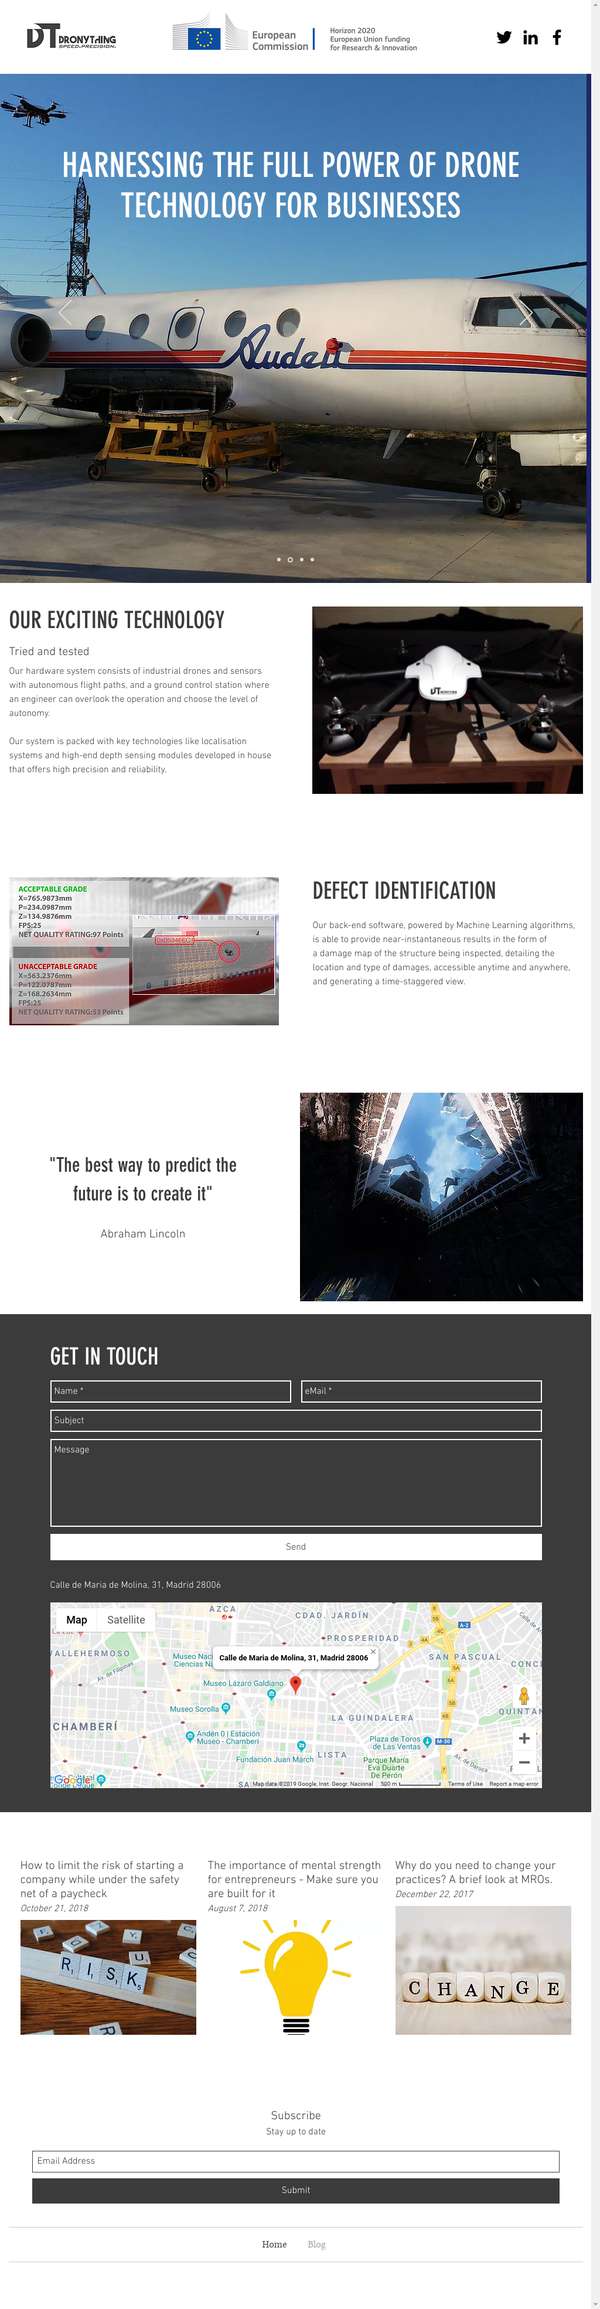 DT DRONYTHING
SPEED.PRECISION.
European
Commission
Horizon 2020
European Union funding
for Research & Innovation
HARNESSING THE FULL POWER OF DRONE
TECHNOLOGY FOR BUSINESSES
Audeli
OUR EXCITING TECHNOLOGY
Tried and tested
Our hardware system consists of industrial drones and sensors
with autonomous flight paths, and a ground control station where
an engineer can overlook the operation and choose the level of
autonomy.
Our system is packed with key technologies like localisation
systems and high-end depth sensing modules developed in house
that offers high precision and reliability.
DT
ACCEPTABLE GRADE
X=765.9873mm
P=234.0987mm
Z=134.9876mm
FPS:25
NET QUALITY RATING:97 Points
UNACCEPTABLE GRADE
X=563.2376mm
P=122.0787mm
Z=168.2634mm
FPS:25
NET QUALITY RATING:53 Points
DEFECT IDENTIFICATION
Our back-end software, powered by Machine Learning algorithms,
is able to provide near-instantaneous results in the form of
a damage map of the structure being inspected, detailing the
location and type of damages, accessible anytime and anywhere,
and generating a time-staggered view.
"The best way to predict the
future is to create it"
Abraham Lincoln
GET IN TOUCH
Name *
eMail *
Subject
Message
Send
Calle de Maria de Molina, 31, Madrid 28006
Map
Satellite
AZCA
CDAD. JARDÍN
A-2
PROSPERIDAD
VALLEHERMOSO
Museo Nac
Ciencias N
SAN PASCUAL
CONC
Calle de Maria de Molina, 31, Madrid 28006
Museo Lázaro Galdiano
QUINTAN
Museo Sorolla
LA GUINDALERA
CHAMBERÍ
Andén 0 | Estación
Museo - Chamberí
Plaza de Toros
de Las Ventas
M-30
Fundación Juan March
LISTA
Parque María
Eva Duarte
De Perón
Google
Map data ©2019 Google, Inst. Geogr. Nacional
500 m
Terms of Use
Report a map error
How to limit the risk of starting a
company while under the safety
net of a paycheck
October 21, 2018
The importance of mental strength
for entrepreneurs - Make sure you
are built for it
August 7, 2018
Why do you need to change your
practices? A brief look at MROs.
December 22, 2017
RISK
CHANGE
Subscribe
Stay up to date
Email Address
Submit
Home
Blog